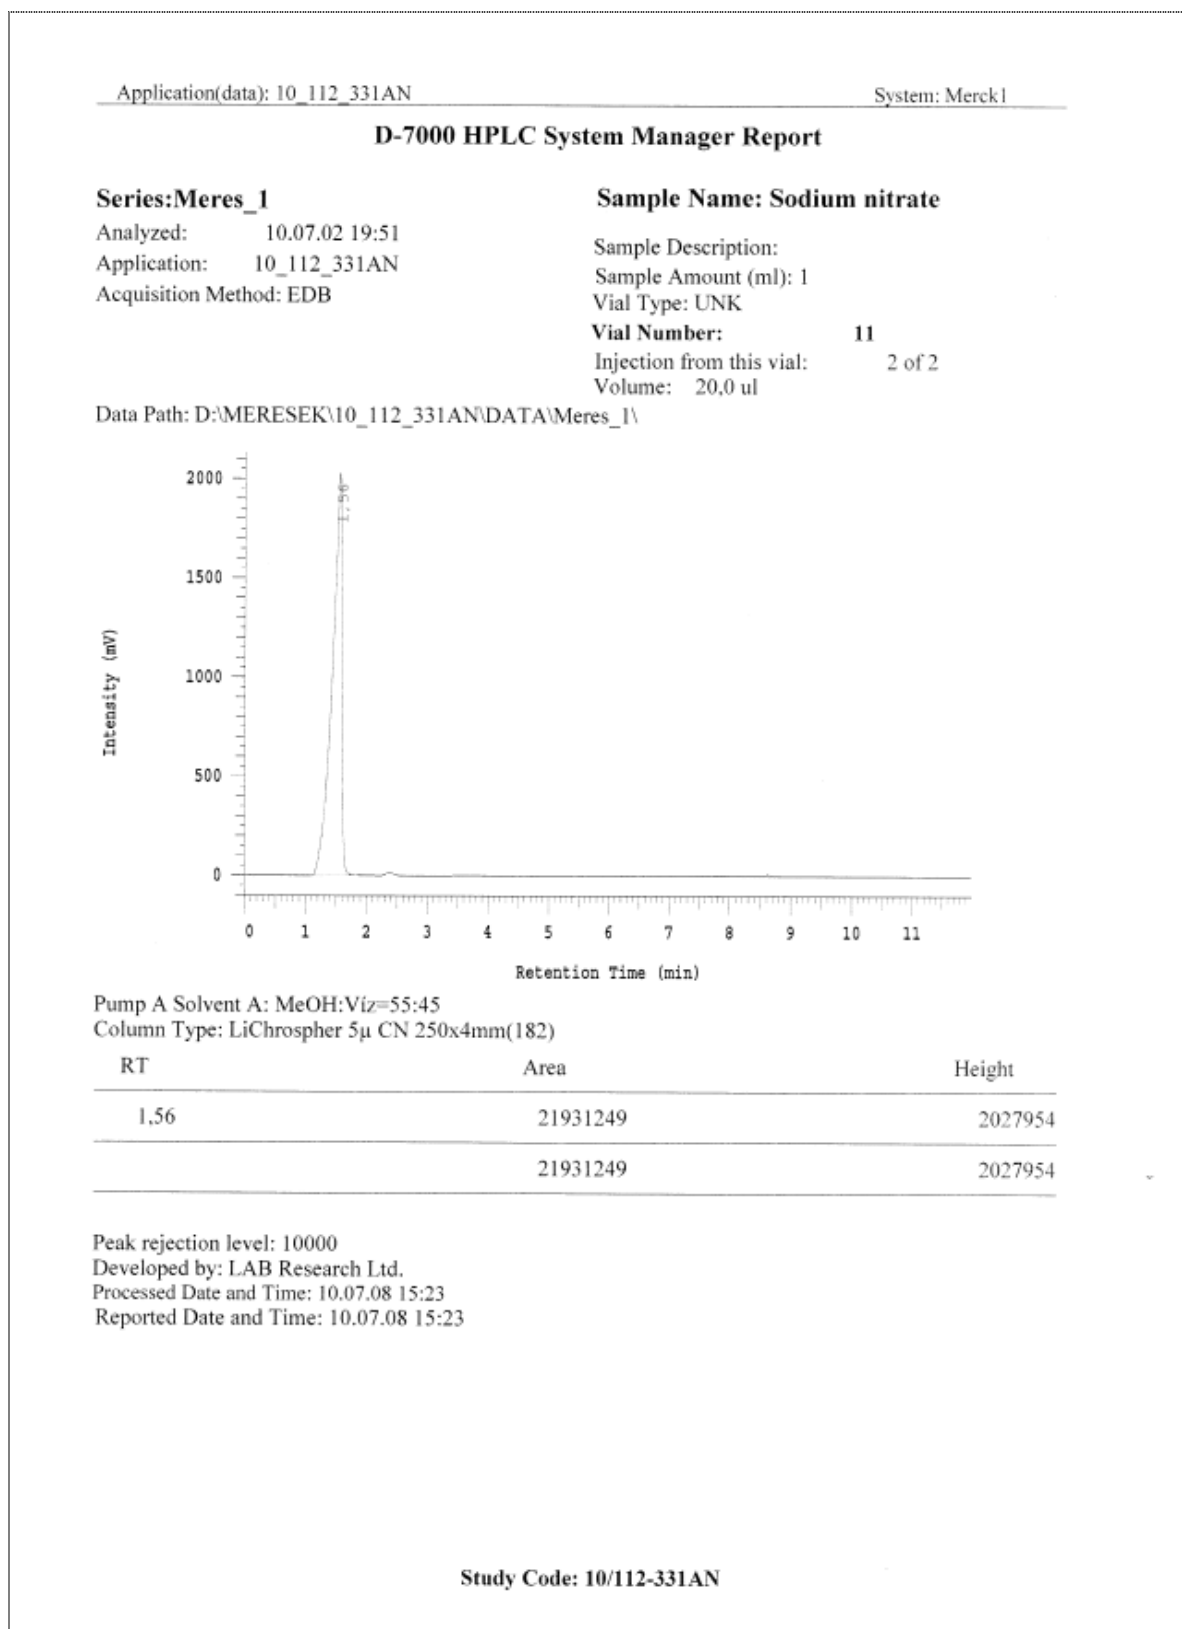 Application(data): 10_112_331AN System: Merck1
D-7000 HPLC System Manager Report
Series:Meres_1 Sample Name: Sodium nitrate
Analyzed: 10.07.02 19:51
Application: 10_112_331AN
Acquisition Method: EDB
Sample Description:
Sample Amount (ml): 1
Vial Type: UNK
Vial Number: 11
Injection from this vial: 2 of 2
Volume: 20,0 ul
Data Path: D:\MERESEK\10_112_331AN\DATA\Meres_1\
2000
1,56
1500
Intensity (mV)
1000
500
0
0 1 2 3 4 5 6 7 8 9 10 11
Retention Time (min)
Pump A Solvent A: MeOH:Víz=55:45
Column Type: LiChrospher 5µ CN 250x4mm(182)
RT Area Height
1,56 21931249 2027954
21931249 2027954
Peak rejection level: 10000
Developed by: LAB Research Ltd.
Processed Date and Time: 10.07.08 15:23
Reported Date and Time: 10.07.08 15:23
Study Code: 10/112-331AN